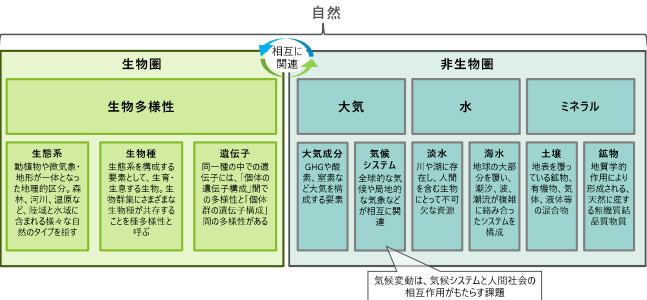 自然
生物圏
相互に
関連
非生物圏
生物多様性
大気
水
ミネラル
生態系
動植物や微気象・
地形が一体となっ
た地理的区分。森
林、河川、湿原な
ど、陸域と水域に
含まれる様々な自
然のタイプを指す
生物種
生態系を構成する
要素として、生育・
生息する生物。生
物群集にさまざまな
生物種が共存する
ことを種多様性と
呼ぶ
遺伝子
同一種の中での遺
伝子には、「個体の
遺伝子構成」間で
の多様性と「個体
群の遺伝子構成」
間の多様性がある
大気成分
GHGや酸
素、窒素な
ど大気を構
成する要素
気候
システム
全球的な気
候や局地的
な気象など
が相互に関
連
淡水
川や湖に存
在し、人間
を含む生物
にとって不可
欠な資源
海水
地球の大部
分を覆い、
潮汐、波、
潮流が複雑
に絡み合っ
たシステムを
構成
土壌
地表を覆っ
ている鉱物、
有機物、気
体、液体等
の混合物
鉱物
地質学的
作用により
形成される、
天然に産す
る無機質結
晶質物質
気候変動は、気候システムと人間社会の
相互作用がもたらす課題